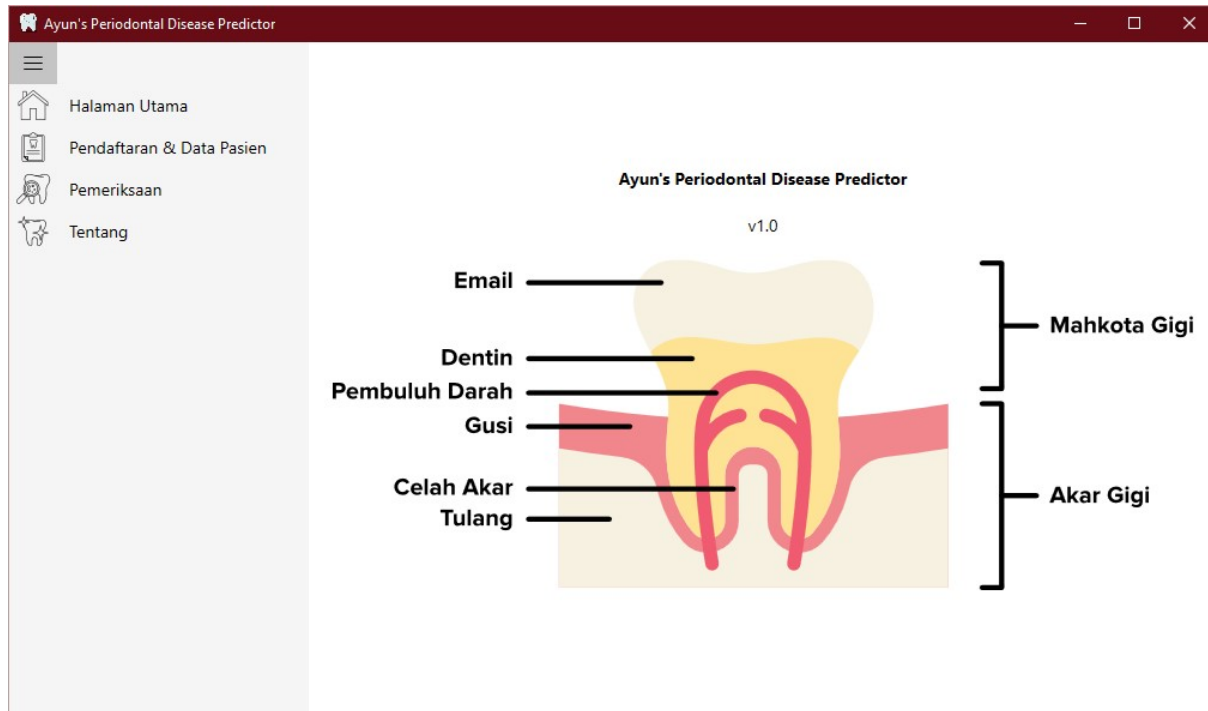 Ayun's Periodontal Disease Predictor
Halaman Utama
Pendaftaran & Data Pasien
Pemeriksaan
Tentang
Ayun's Periodontal Disease Predictor
v1.0
Email
Dentin
Pembuluh Darah
Gusi
Celah Akar
Tulang
Mahkota Gigi
Akar Gigi